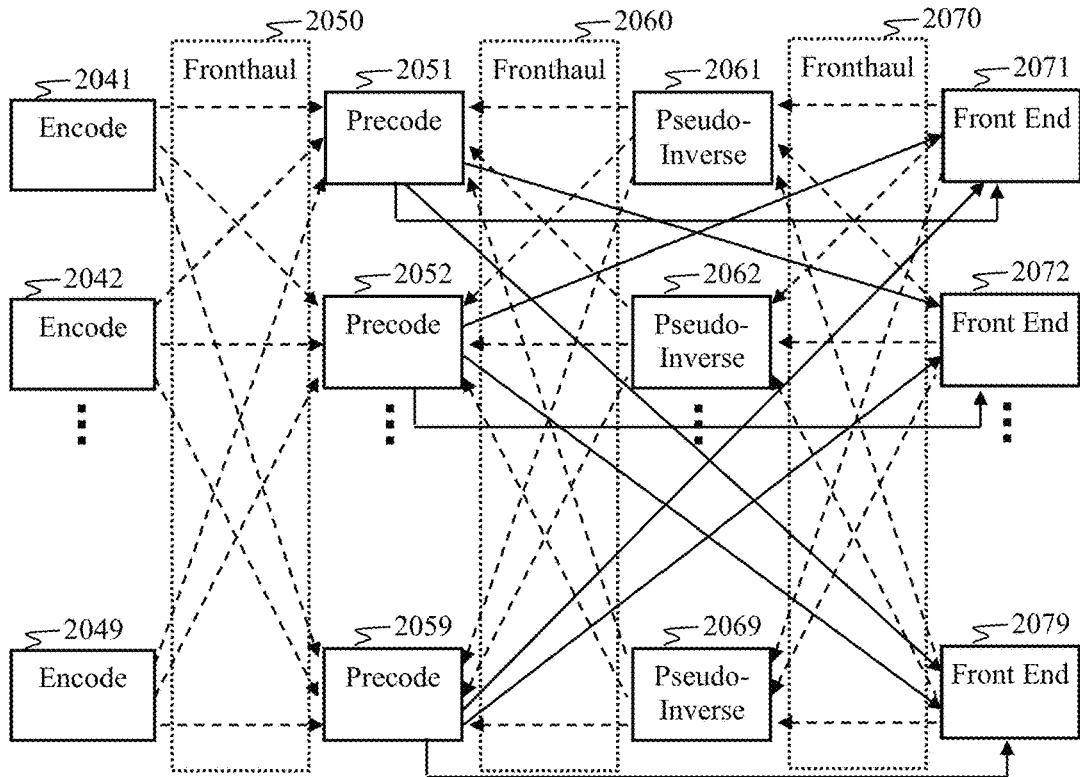 2050
2060
2070
Fronthaul
Fronthaul
Fronthaul
2041
2051
2061
2071
Encode
Precode
Pseudo-
Inverse
Front End
2042
2052
2062
2072
Encode
Precode
Pseudo-
Inverse
Front End
2049
2059
2069
2079
Encode
Precode
Pseudo-
Inverse
Front End